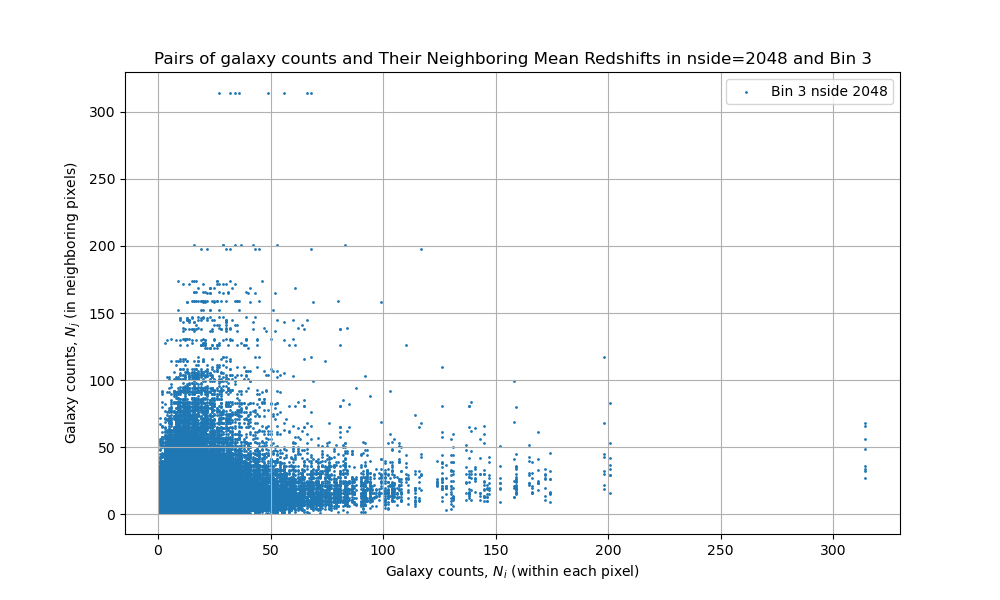 Pairs of galaxy counts and Their Neighboring Mean Redshifts in nside=2048 and Bin 3
Bin 3 nside 2048
Galaxy counts, N_j (in neighboring pixels)
300
250
200
150
100
50
0
0 50 100 150 200 250 300
Galaxy counts, N_i (within each pixel)